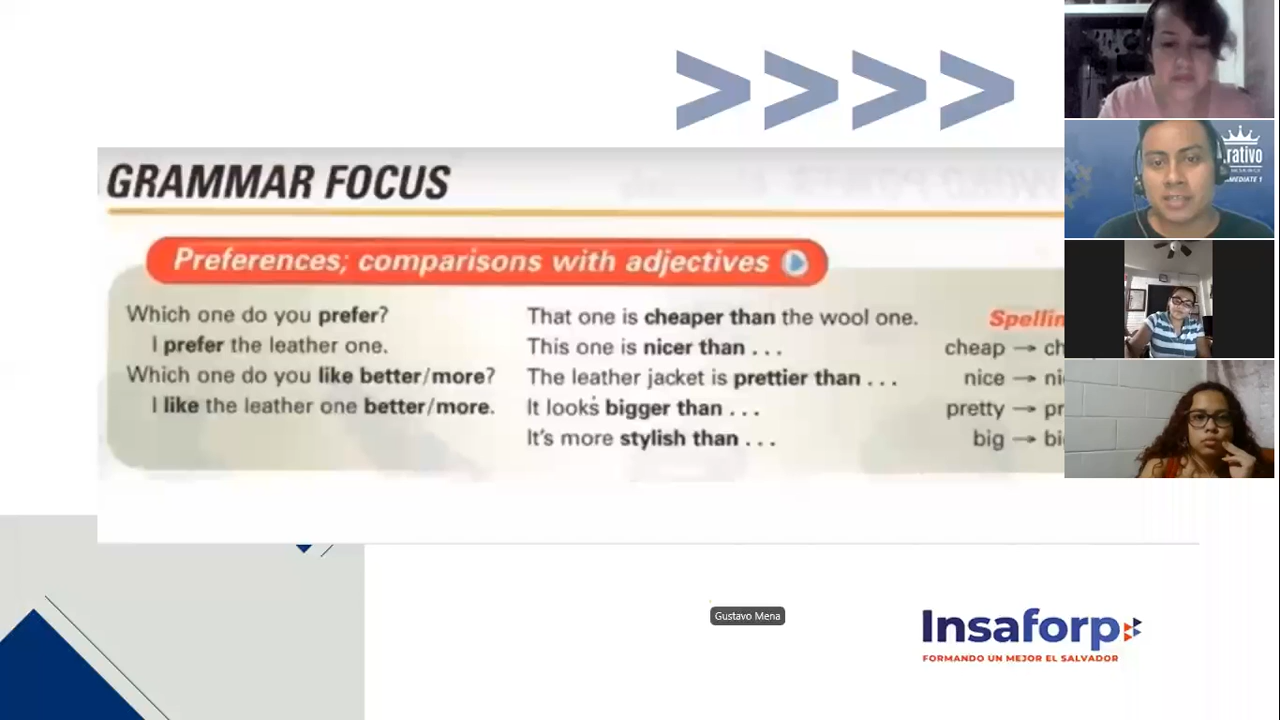 >>>>
GRAMMAR FOCUS
Preferences; comparisons with adjectives
Which one do you prefer?
I prefer the leather one.
Which one do you like better/more?
I like the leather one better/more.
That one is cheaper than the wool one.
This one is nicer than . . .
The leather jacket is prettier than . . .
It looks bigger than . . .
It's more stylish than . . .
cheap →
nice →
pretty →
big →
Gustavo Mena
Insaforp
FORMANDO UN MEJOR EL SALVADOR